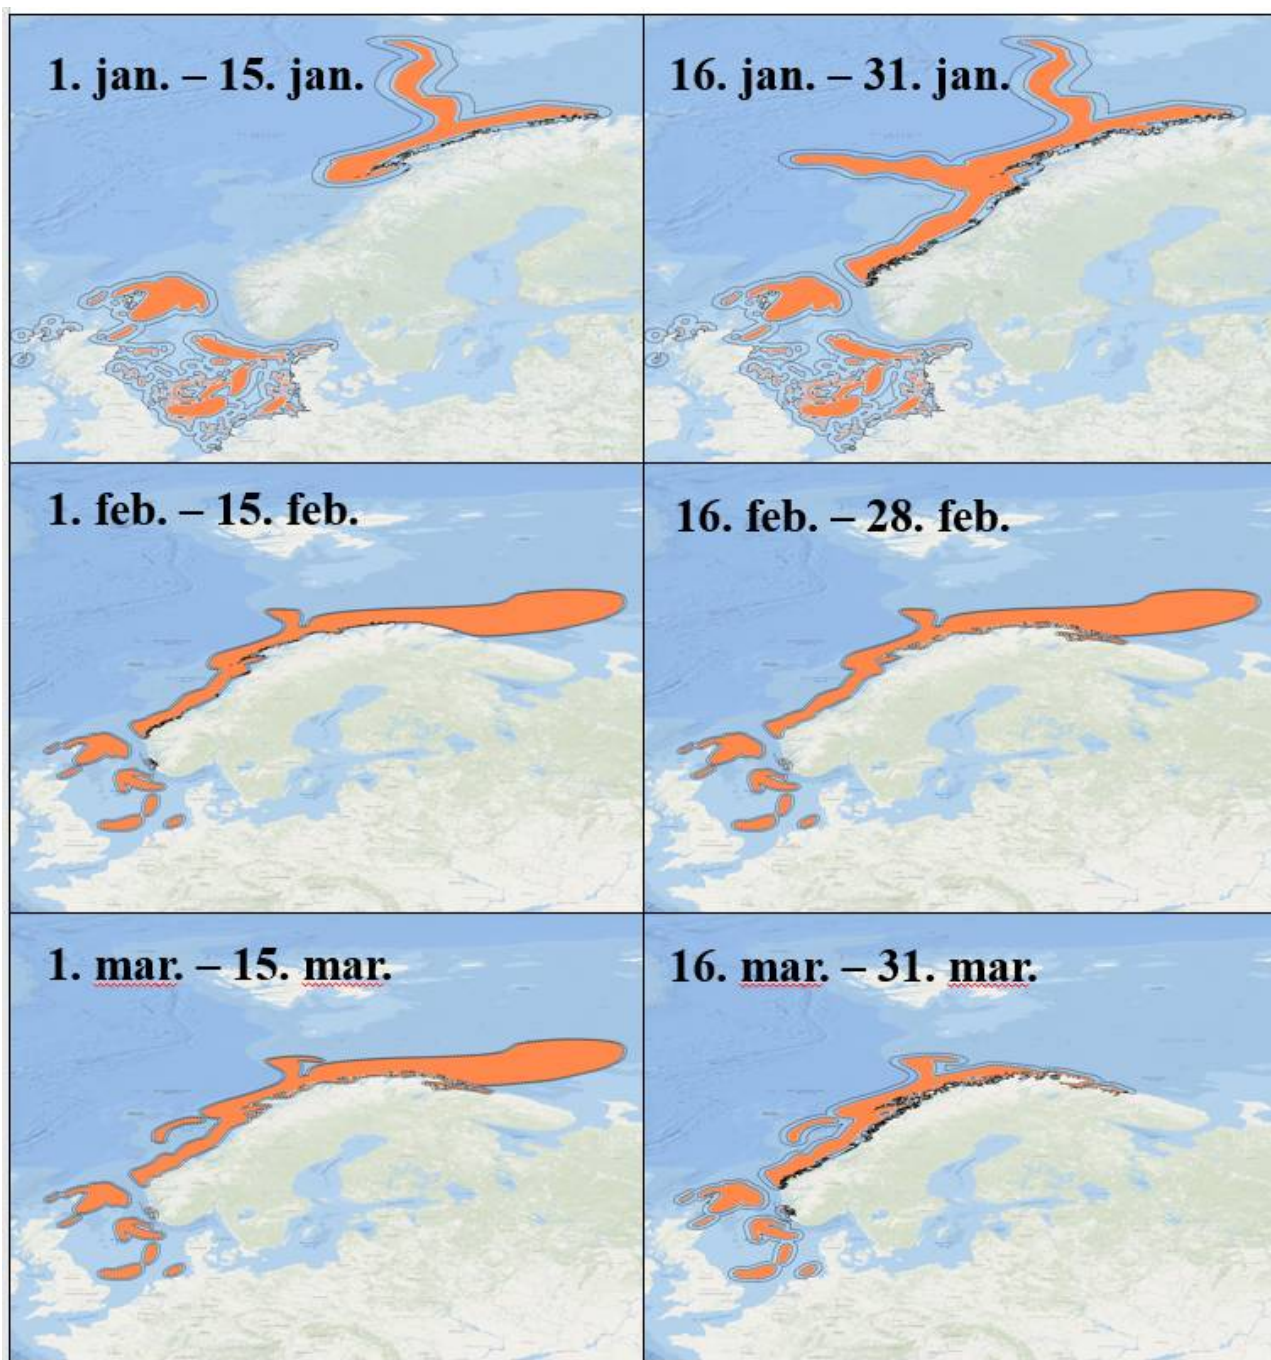 1. jan. – 15. jan.
16. jan. – 31. jan.
1. feb. – 15. feb.
16. feb. – 28. feb.
1. mar. – 15. mar.
16. mar. – 31. mar.